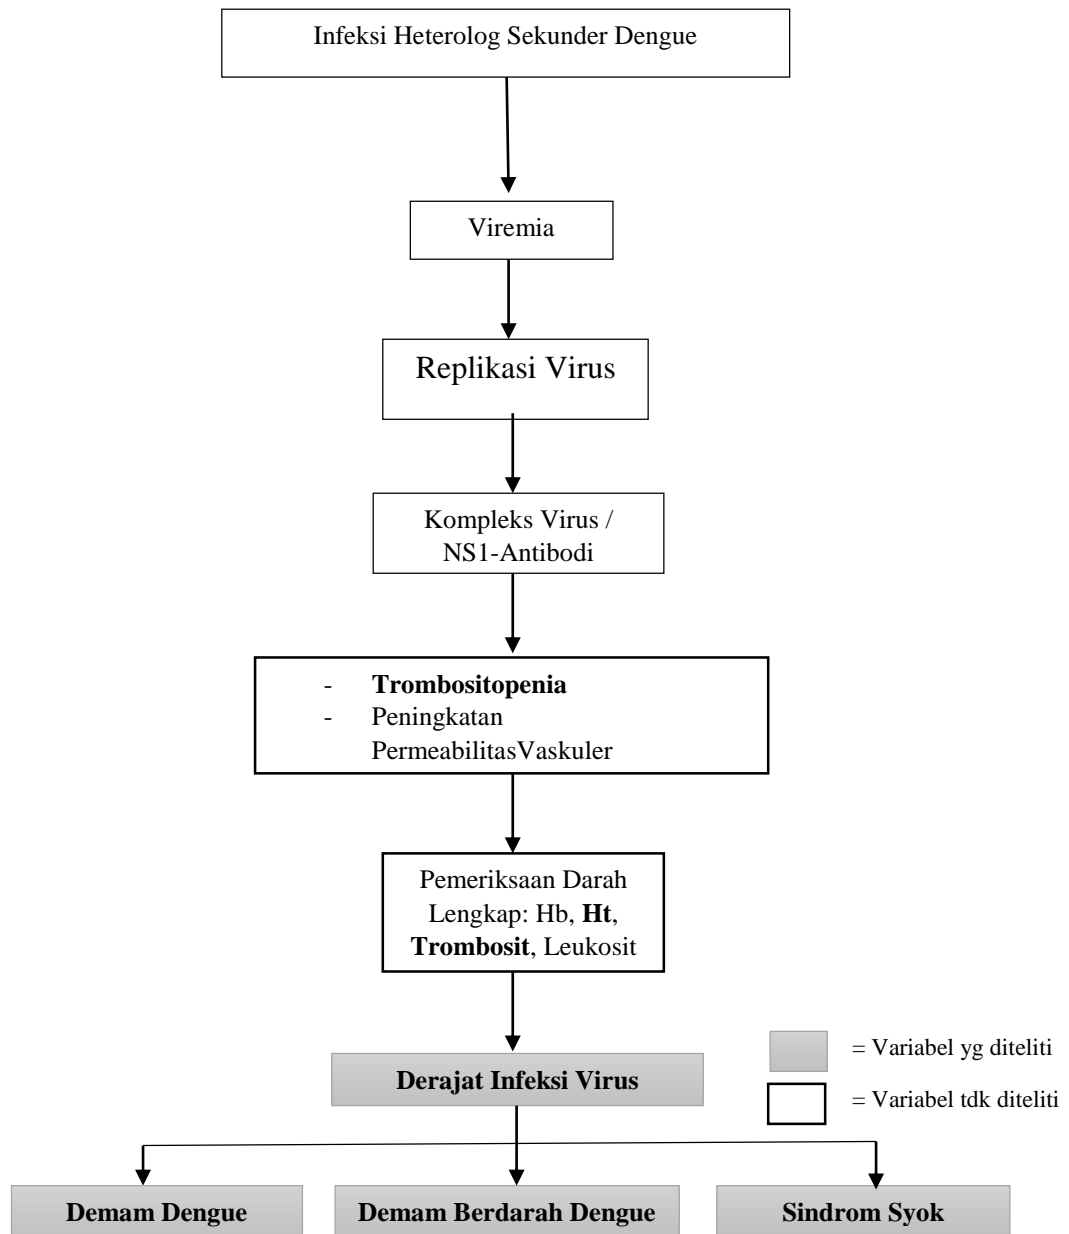 Infeksi Heterolog Sekunder Dengue
Viremia
Replikasi Virus
Kompleks Virus /
NS1-Antibodi
- Trombositopenia
- Peningkatan
PermeabilitasVaskuler
Pemeriksaan Darah
Lengkap: Hb, Ht,
Trombosit, Leukosit
= Variabel yg diteliti
Derajat Infeksi Virus
= Variabel tdk diteliti
Demam Dengue
Demam Berdarah Dengue
Sindrom Syok